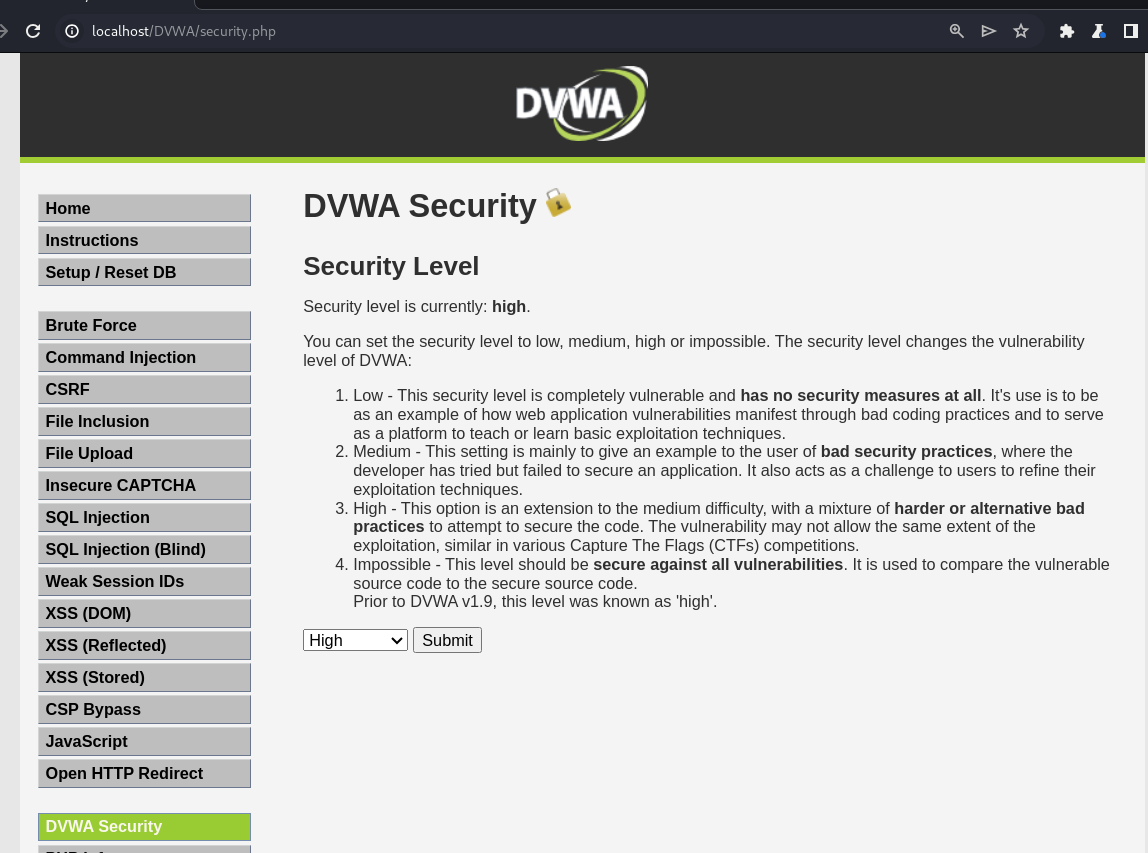 localhost/DVWA/security.php
DVWA
Home
Instructions
Setup / Reset DB
Brute Force
Command Injection
CSRF
File Inclusion
File Upload
Insecure CAPTCHA
SQL Injection
SQL Injection (Blind)
Weak Session IDs
XSS (DOM)
XSS (Reflected)
XSS (Stored)
CSP Bypass
JavaScript
Open HTTP Redirect
DVWA Security
DVWA Security
Security Level
Security level is currently: high.
You can set the security level to low, medium, high or impossible. The security level changes the vulnerability
level of DVWA:
1. Low - This security level is completely vulnerable and has no security measures at all. It's use is to be
as an example of how web application vulnerabilities manifest through bad coding practices and to serve
as a platform to teach or learn basic exploitation techniques.
2. Medium - This setting is mainly to give an example to the user of bad security practices, where the
developer has tried but failed to secure an application. It also acts as a challenge to users to refine their
exploitation techniques.
3. High - This option is an extension to the medium difficulty, with a mixture of harder or alternative bad
practices to attempt to secure the code. The vulnerability may not allow the same extent of the
exploitation, similar in various Capture The Flags (CTFs) competitions.
4. Impossible - This level should be secure against all vulnerabilities. It is used to compare the vulnerable
source code to the secure source code.
Prior to DVWA v1.9, this level was known as 'high'.
High Submit